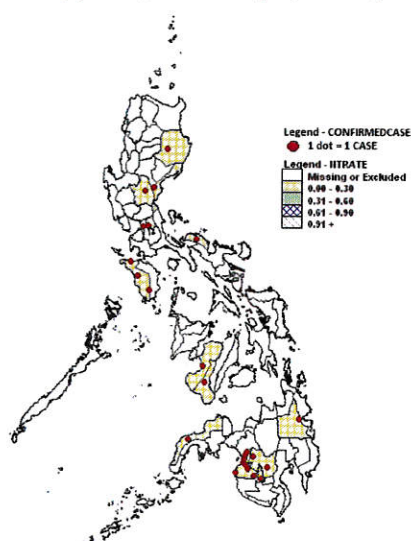 Legend - CONFIRMEDCASE
1 dot = 1 CASE
Legend - IITRATE
Missing or Excluded
0.00 - 0.30
0.31 - 0.60
0.61 - 0.90
0.91 +